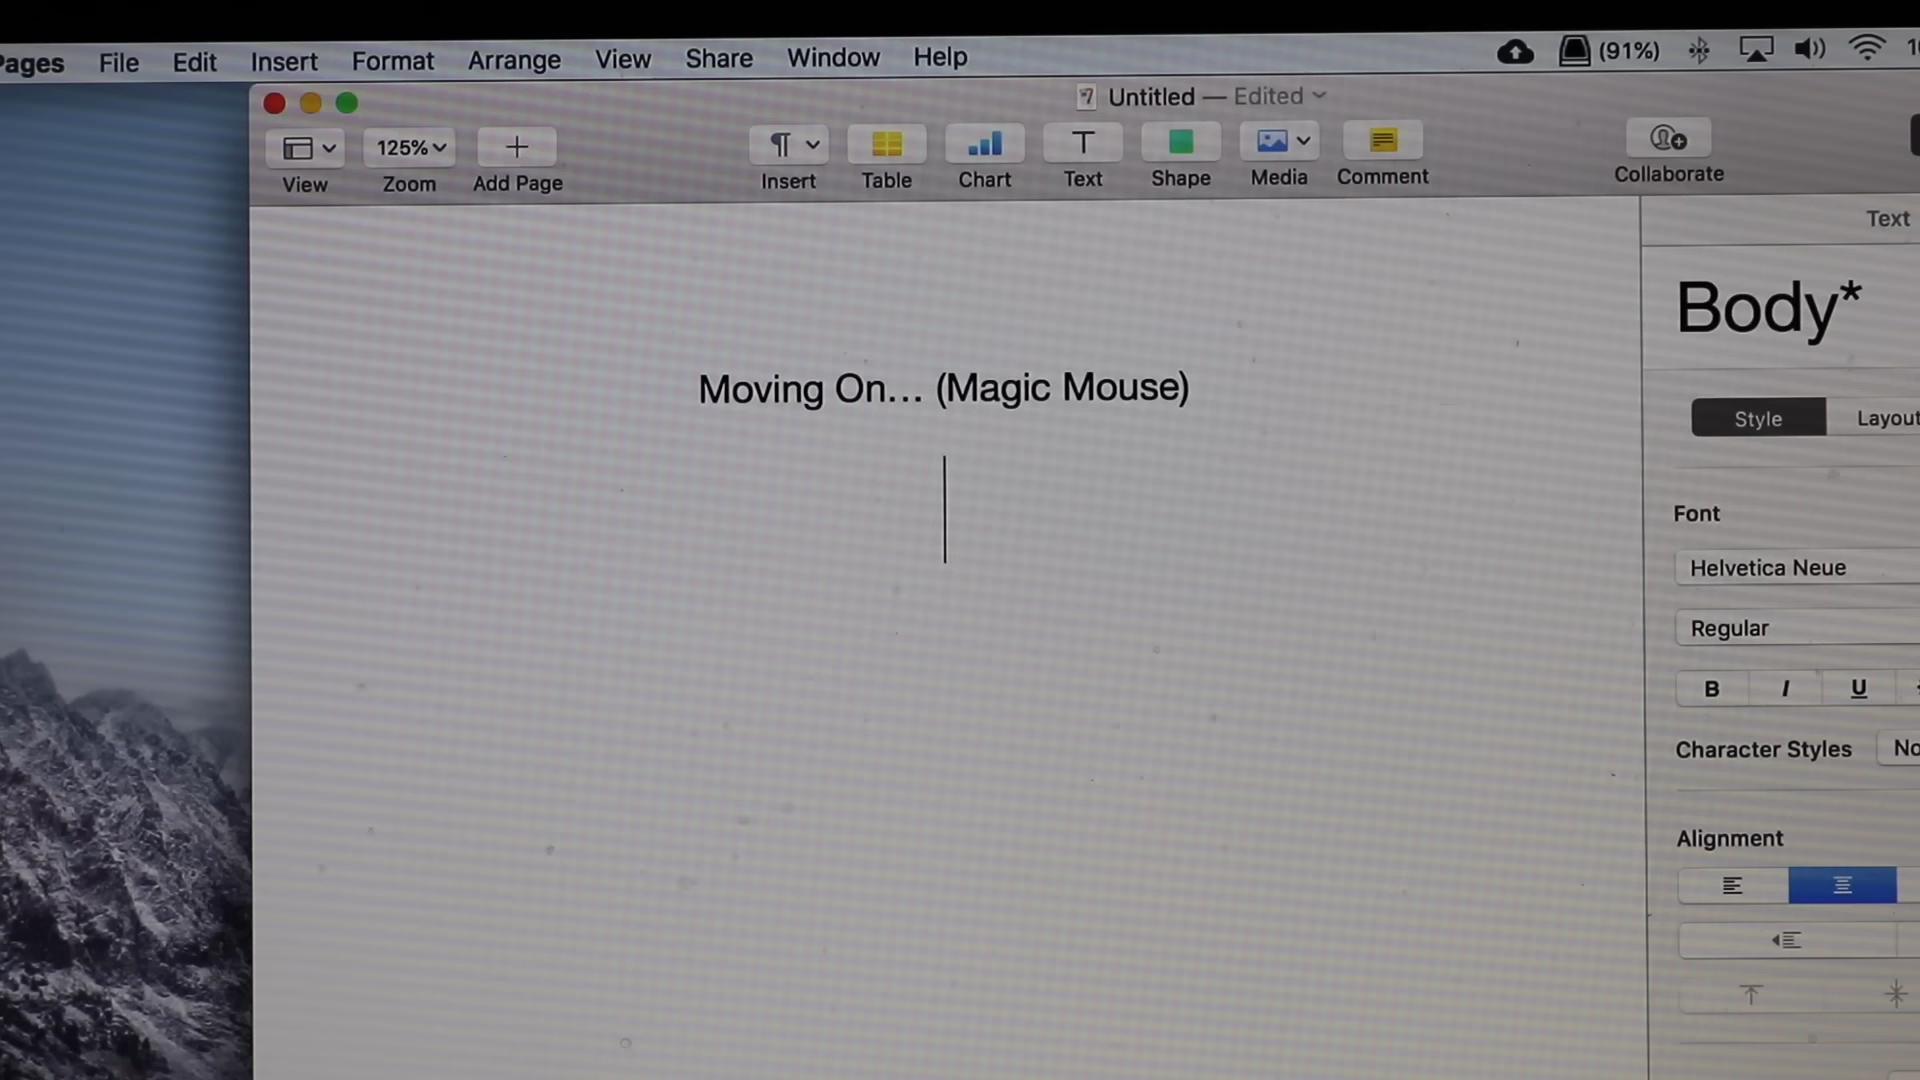 Pages File Edit Insert Format Arrange View Share Window Help (91%)
Untitled — Edited
125%
View Zoom Add Page Insert Table Chart Text Shape Media Comment Collaborate
Text
Body*
Moving On... (Magic Mouse)
Style Layout
Font
Helvetica Neue
Regular
B I U
Character Styles
Alignment